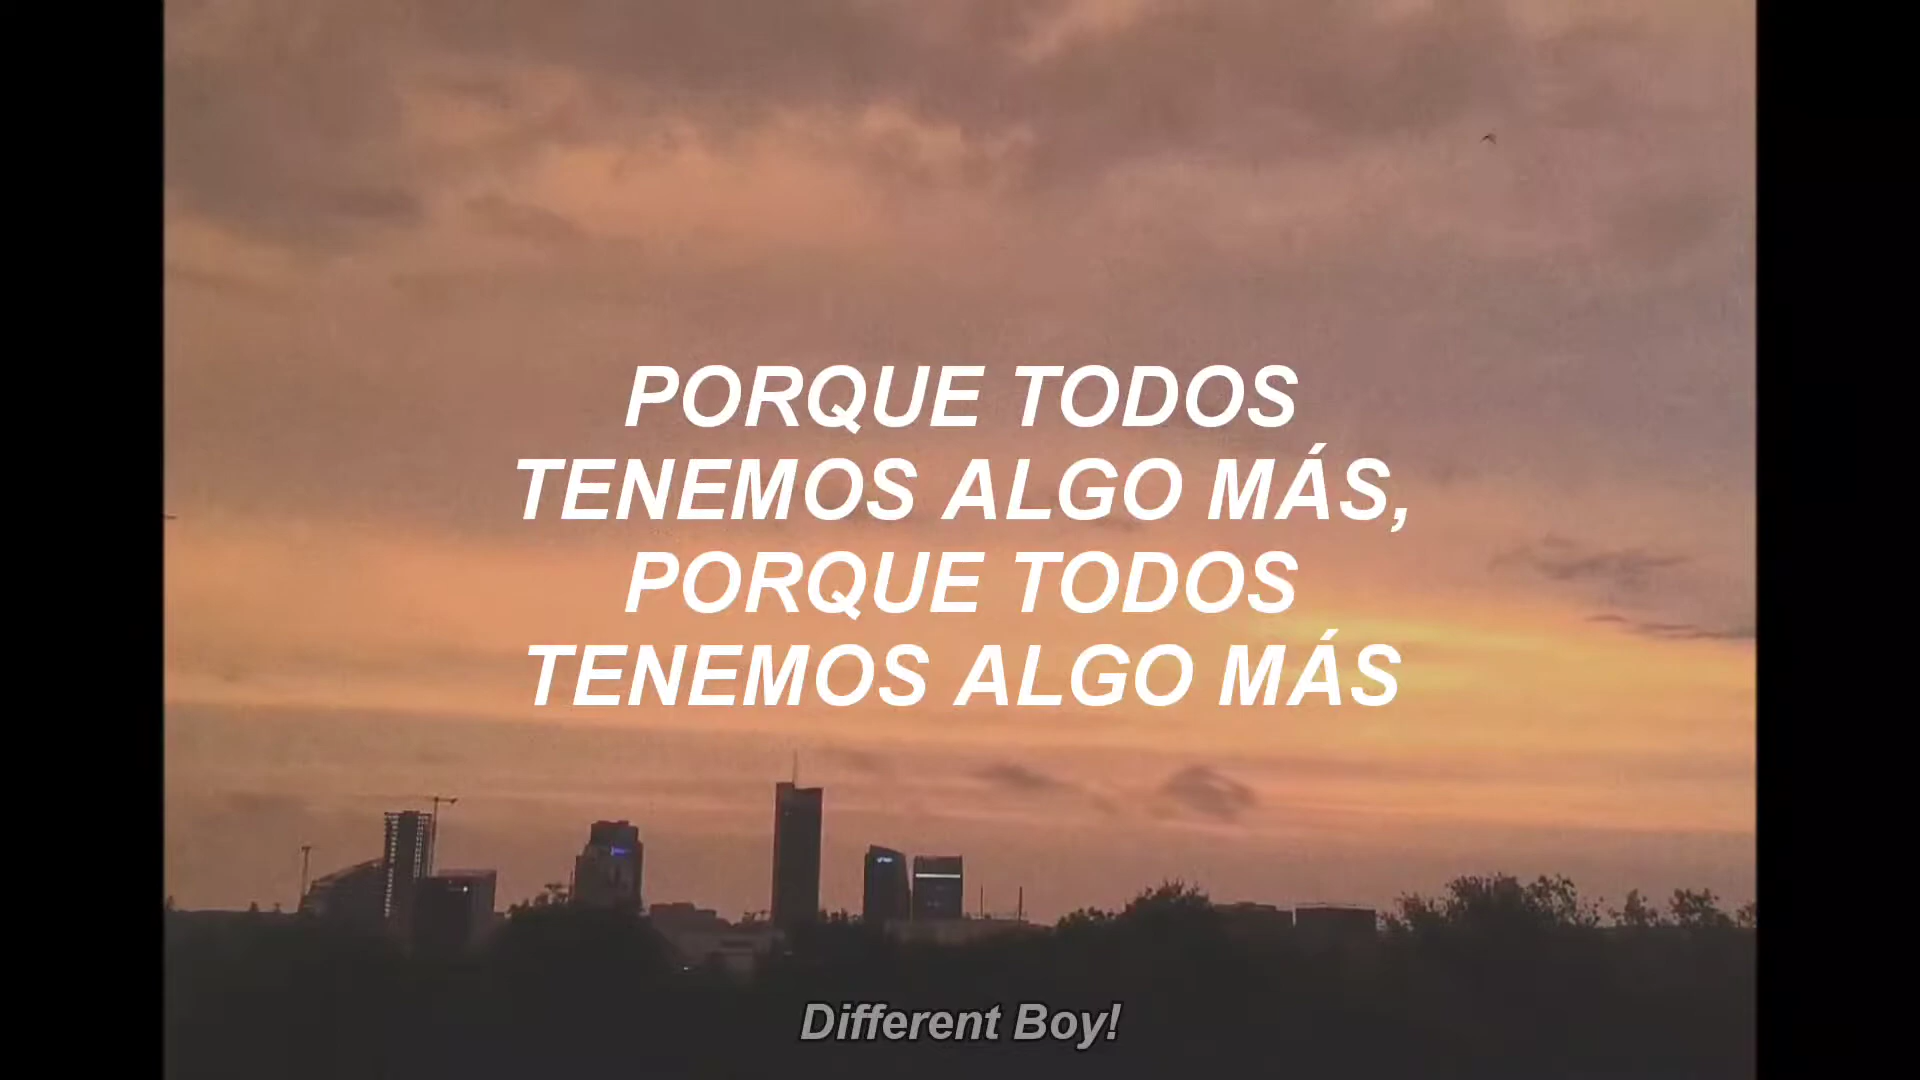 PORQUE TODOS
TENEMOS ALGO MÁS,
PORQUE TODOS
TENEMOS ALGO MÁS
Different Boy!